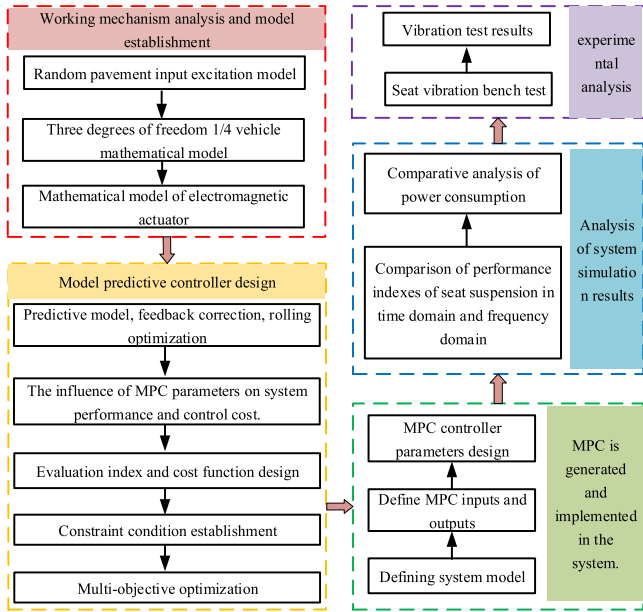 Working mechanism analysis and model
establishment
Random pavement input excitation model
Three degrees of freedom 1/4 vehicle
mathematical model
Mathematical model of electromagnetic
actuator
Model predictive controller design
Predictive model, feedback correction, rolling
optimization
The influence of MPC parameters on system
performance and control cost.
Evaluation index and cost function design
Constraint condition establishment
Multi-objective optimization
Vibration test results
Seat vibration bench test
experime
ntal
analysis
Comparative analysis of
power consumption
Comparison of performance
indexes of seat suspension in
time domain and frequency
domain
Analysis
of system
simulatio
n results
MPC controller
parameters design
Define MPC inputs and
outputs
Defining system model
MPC is
generated
and
implemented
in the
system.